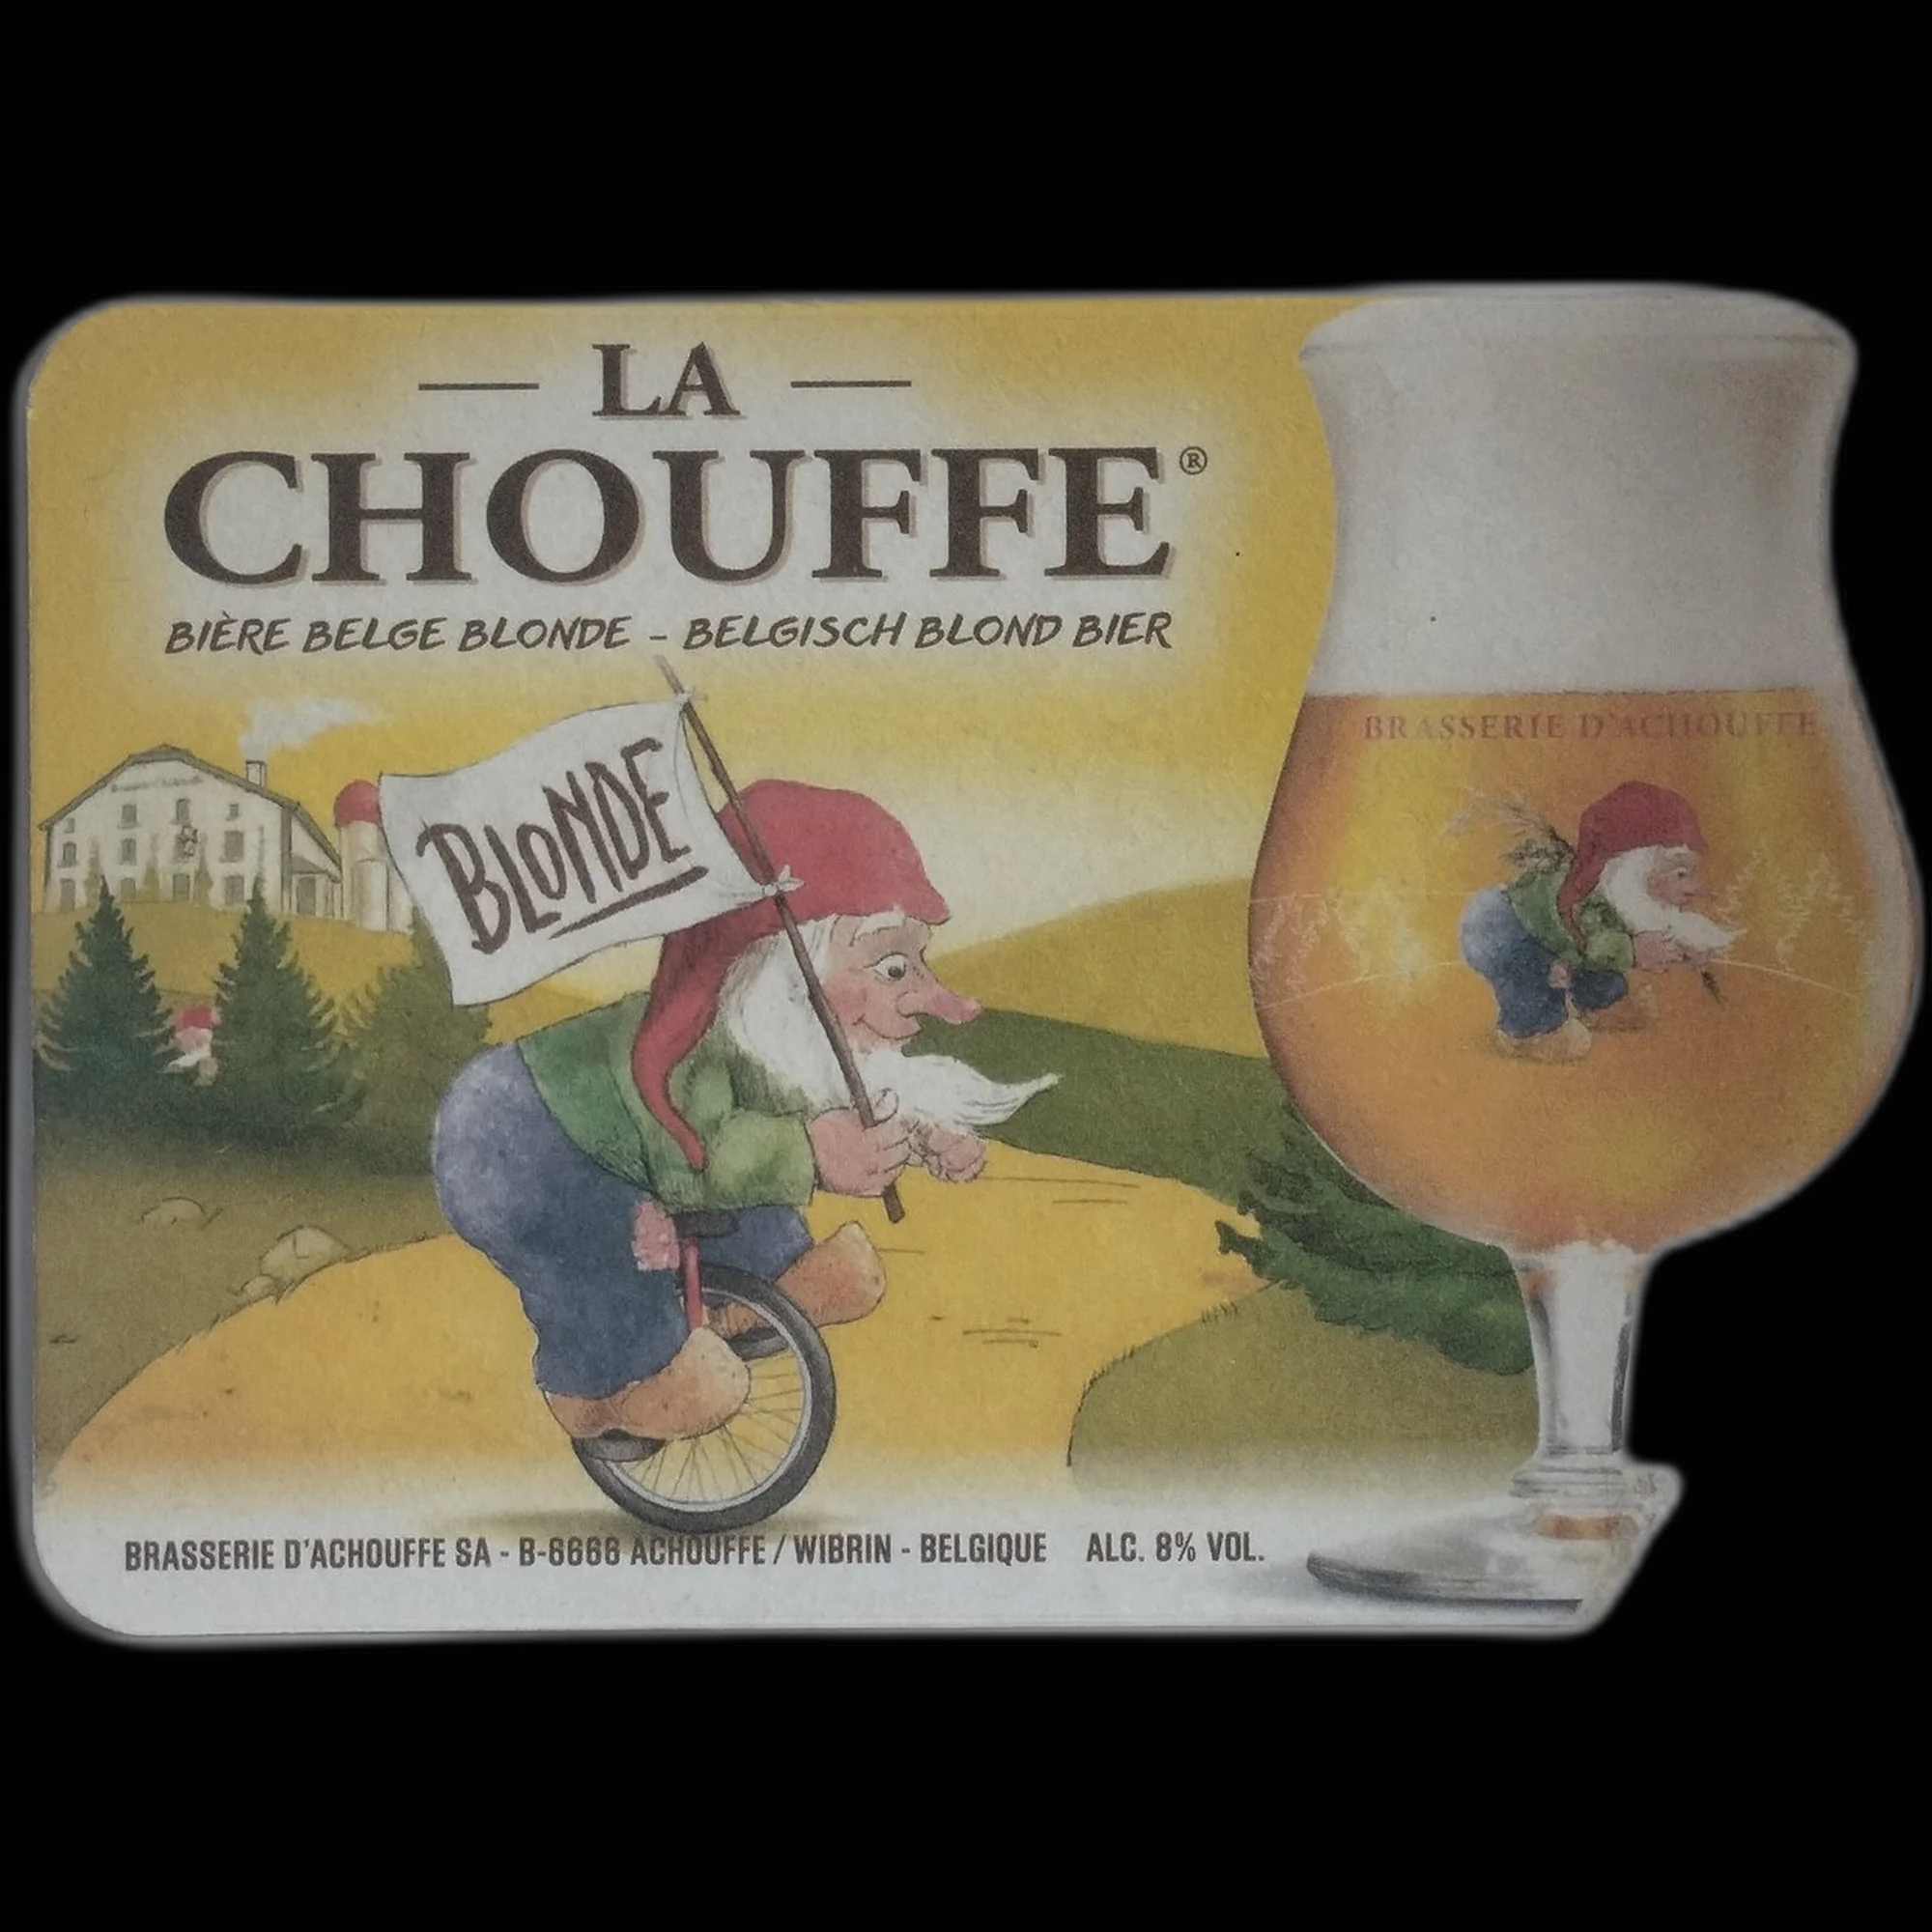 LA
CHOUFFE®
BIÈRE BELGE BLONDE - BELGISCH BLOND BIER
BLONDE
BRASSERIE D'ACHOUFFE
BRASSERIE D'ACHOUFFE SA - B-6666 ACHOUFFE / WIBRIN - BELGIQUE ALC. 8% VOL.